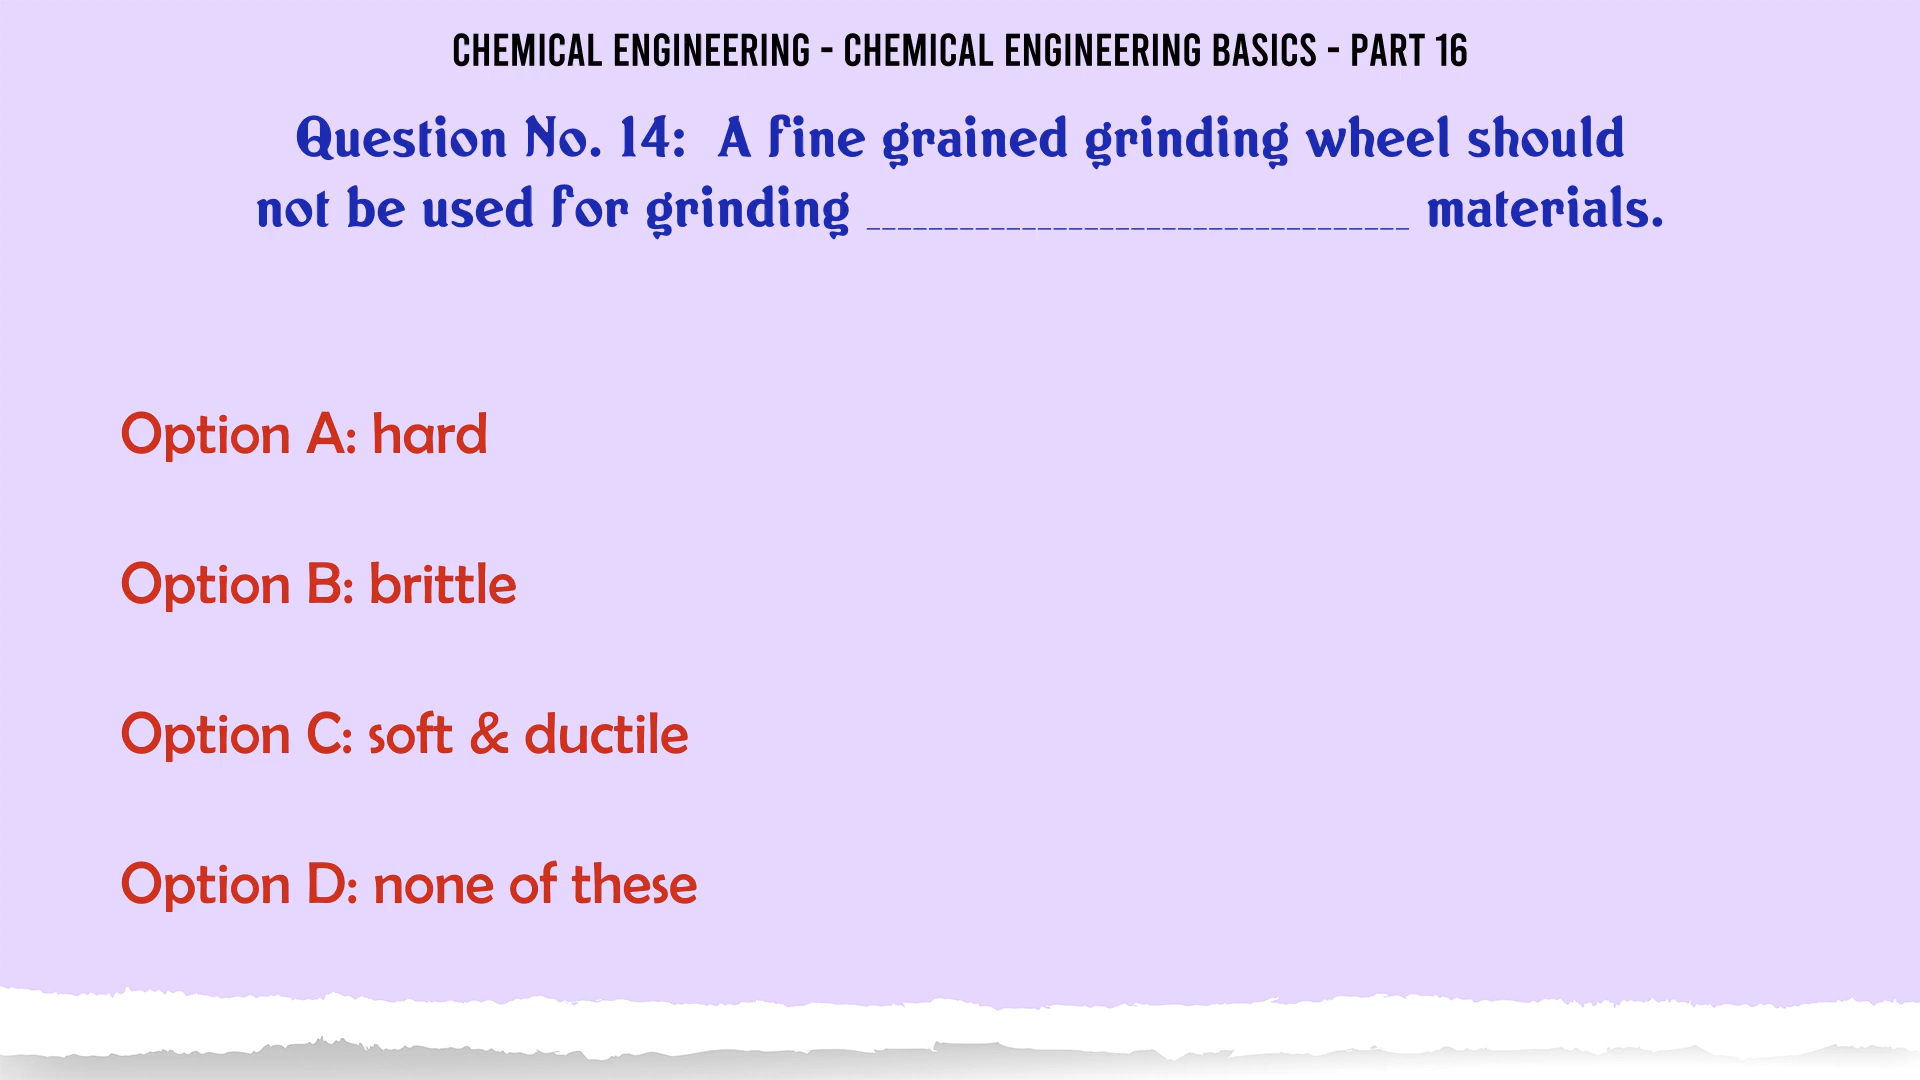 CHEMICAL ENGINEERING - CHEMICAL ENGINEERING BASICS - PART 16
Question No. 14: A fine grained grinding wheel should
not be used for grinding ___________________________________ materials.
Option A: hard
Option B: brittle
Option C: soft & ductile
Option D: none of these